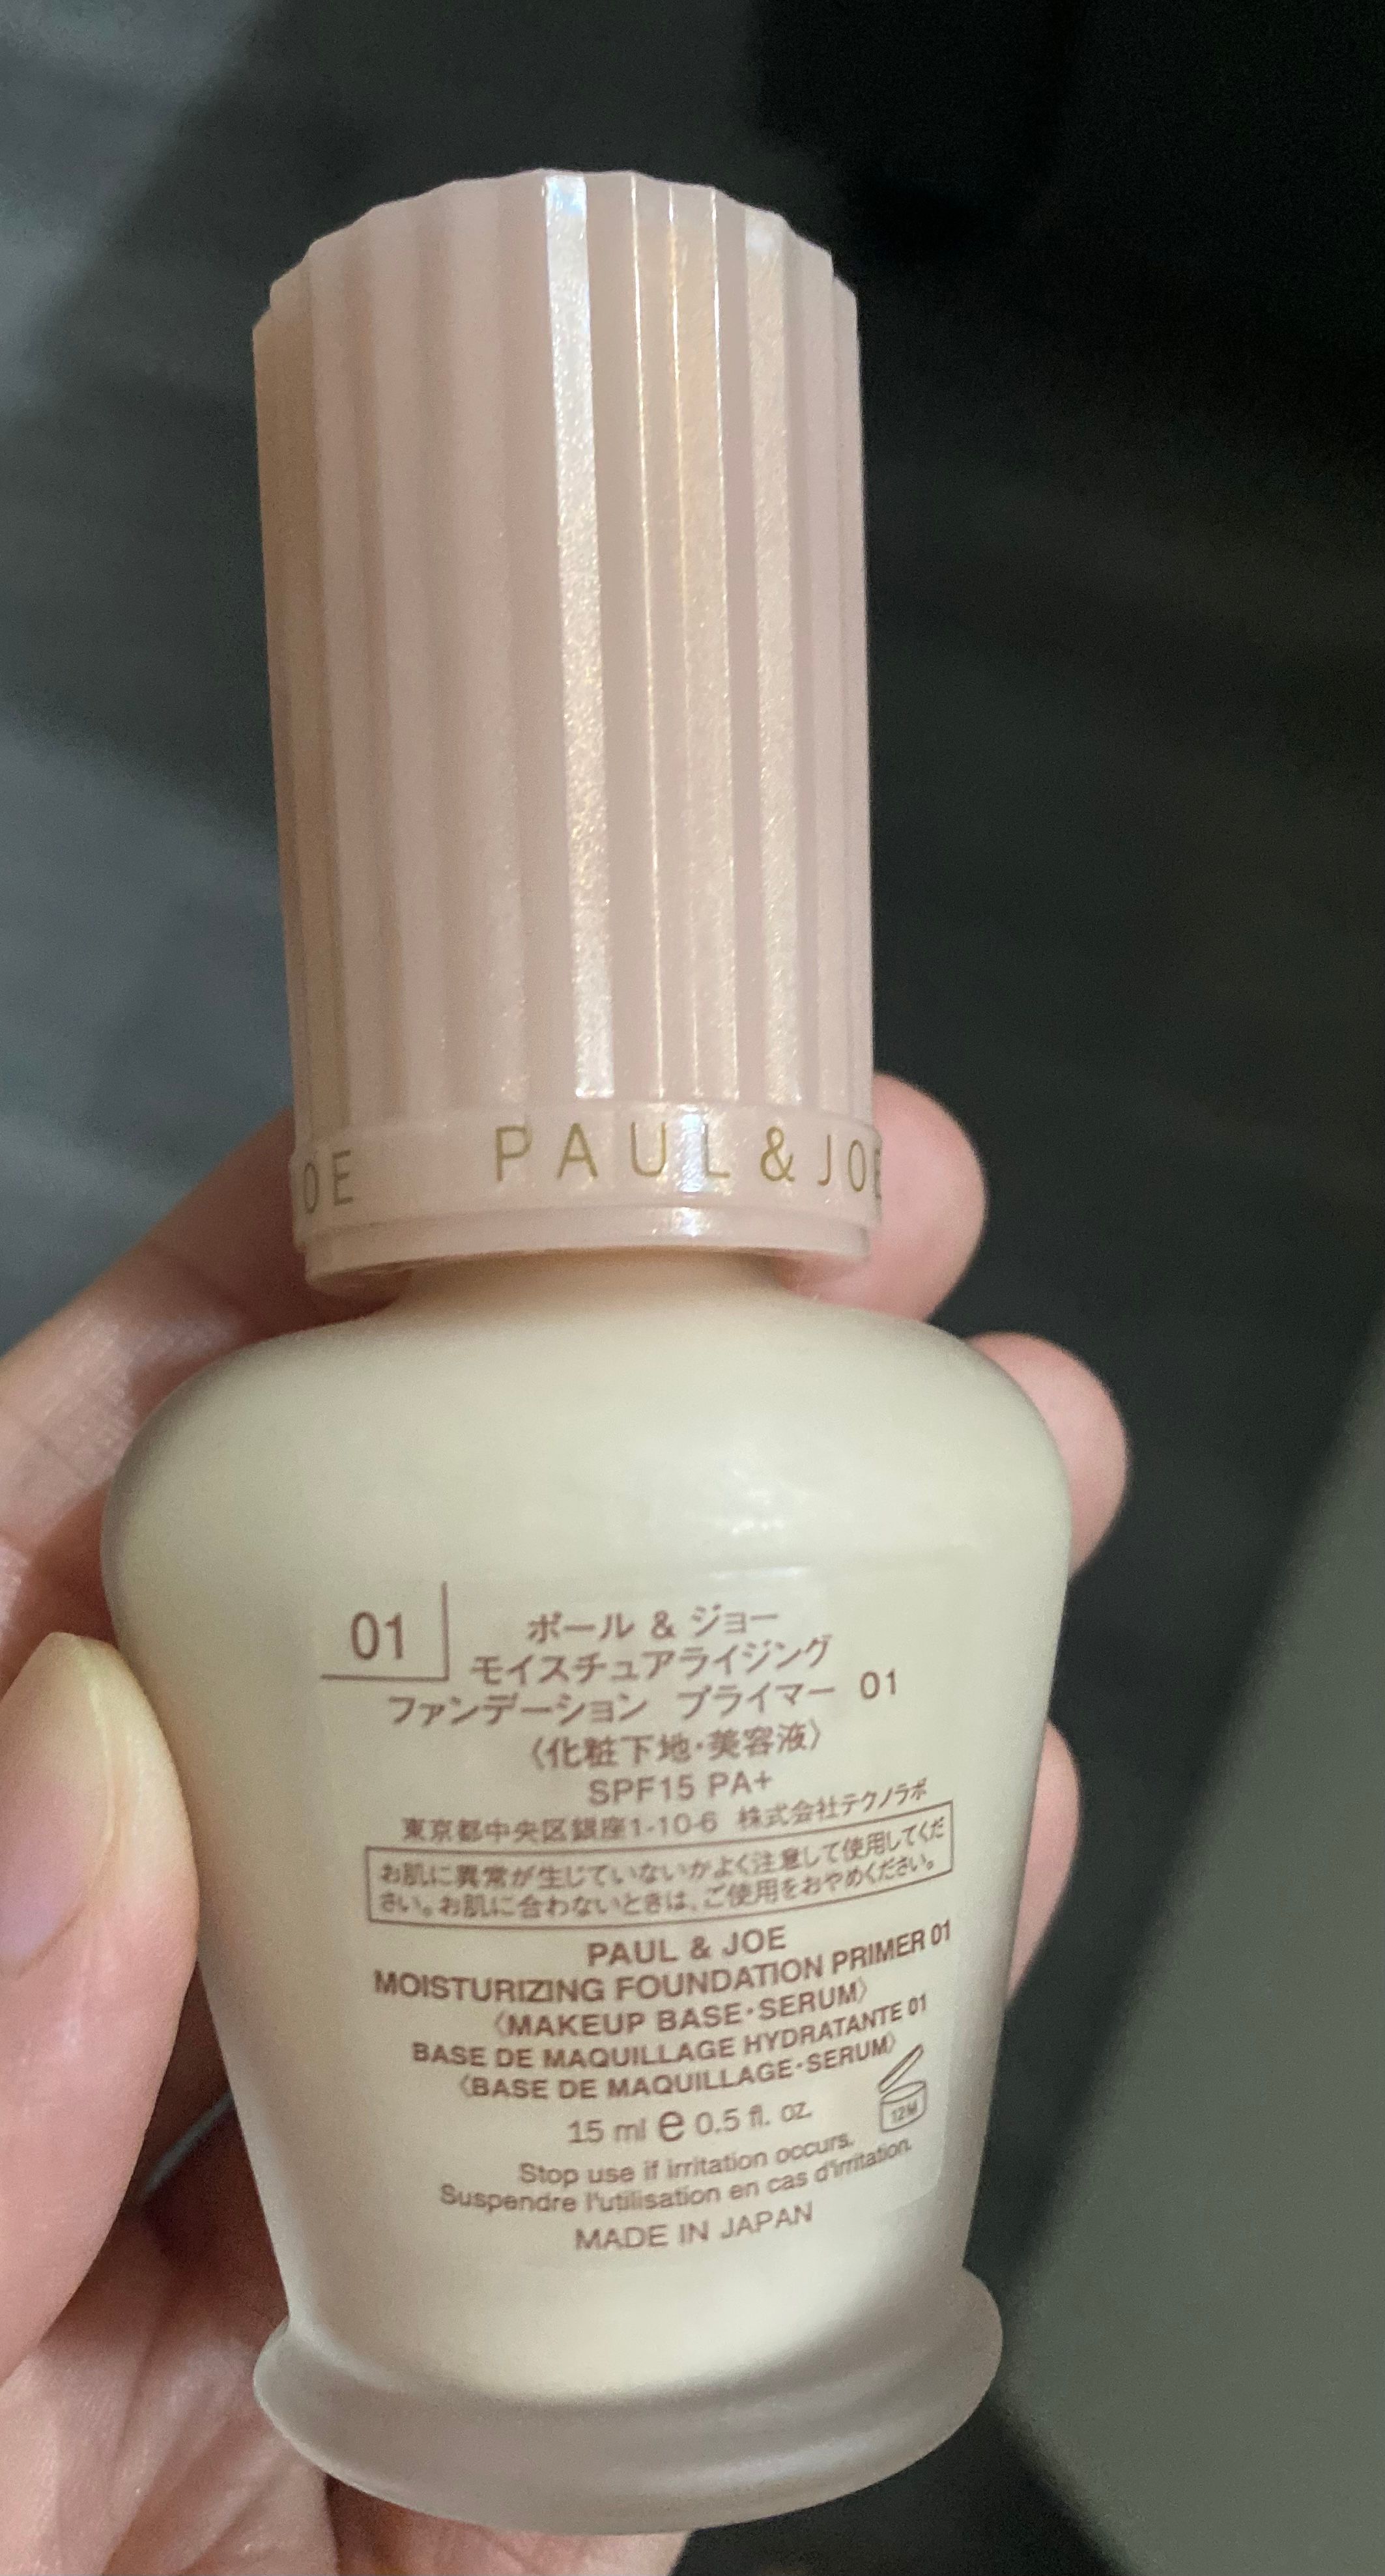 OE PAUL&JOE
01
ポール & ジョー
モイスチュアライジング
ファンデーション プライマー 01
〈化粧下地・美容液〉
SPF15 PA+
東京都中央区銀座1-10-6 株式会社テクノラボ
お肌に異常が生じていないかよく注意して使用してくだ
さい。お肌に合わないときは、ご使用をおやめください。
PAUL & JOE
MOISTURIZING FOUNDATION PRIMER 01
〈MAKEUP BASE・SERUM〉
BASE DE MAQUILLAGE HYDRATANTE 01
〈BASE DE MAQUILLAGE・SERUM〉
15 ml e 0.5 fl. oz.
12M
Stop use if irritation occurs.
Suspendre l'utilisation en cas d'irritation.
MADE IN JAPAN